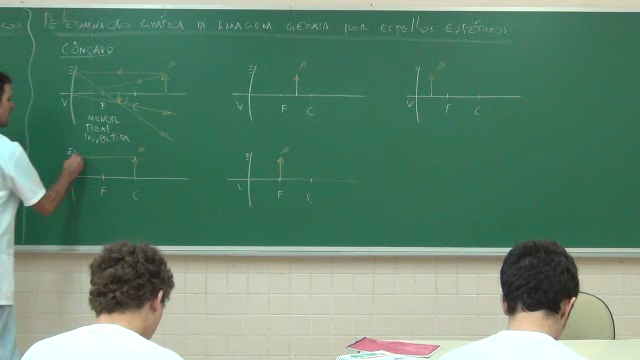 DETERMINAÇÃO GRÁFICA DA IMAGEM GERADA POR ESPELHOS ESFÉRICOS
CÔNCAVO
E E
V F C V F C V F C
MENOR
REAL
INVERTIDA
F C F C